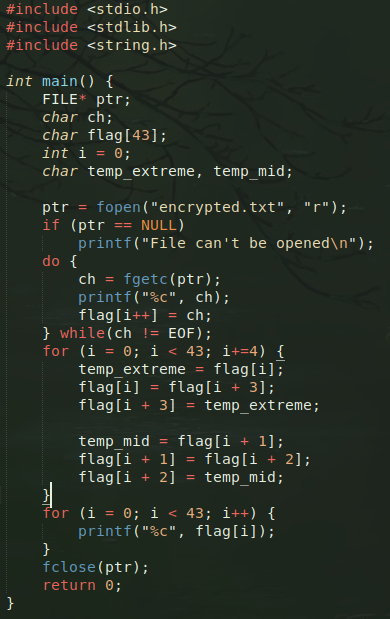 #include <stdio.h>
#include <stdlib.h>
#include <string.h>

int main() {
    FILE* ptr;
    char ch;
    char flag[43];
    int i = 0;
    char temp_extreme, temp_mid;

    ptr = fopen("encrypted.txt", "r");
    if (ptr == NULL)
        printf("File can't be opened\n");
    do {
        ch = fgetc(ptr);
        printf("%c", ch);
        flag[i++] = ch;
    } while(ch != EOF);
    for (i = 0; i < 43; i+=4) {
        temp_extreme = flag[i];
        flag[i] = flag[i + 3];
        flag[i + 3] = temp_extreme;

        temp_mid = flag[i + 1];
        flag[i + 1] = flag[i + 2];
        flag[i + 2] = temp_mid;
    }
    for (i = 0; i < 43; i++) {
        printf("%c", flag[i]);
    }
    fclose(ptr);
    return 0;
}